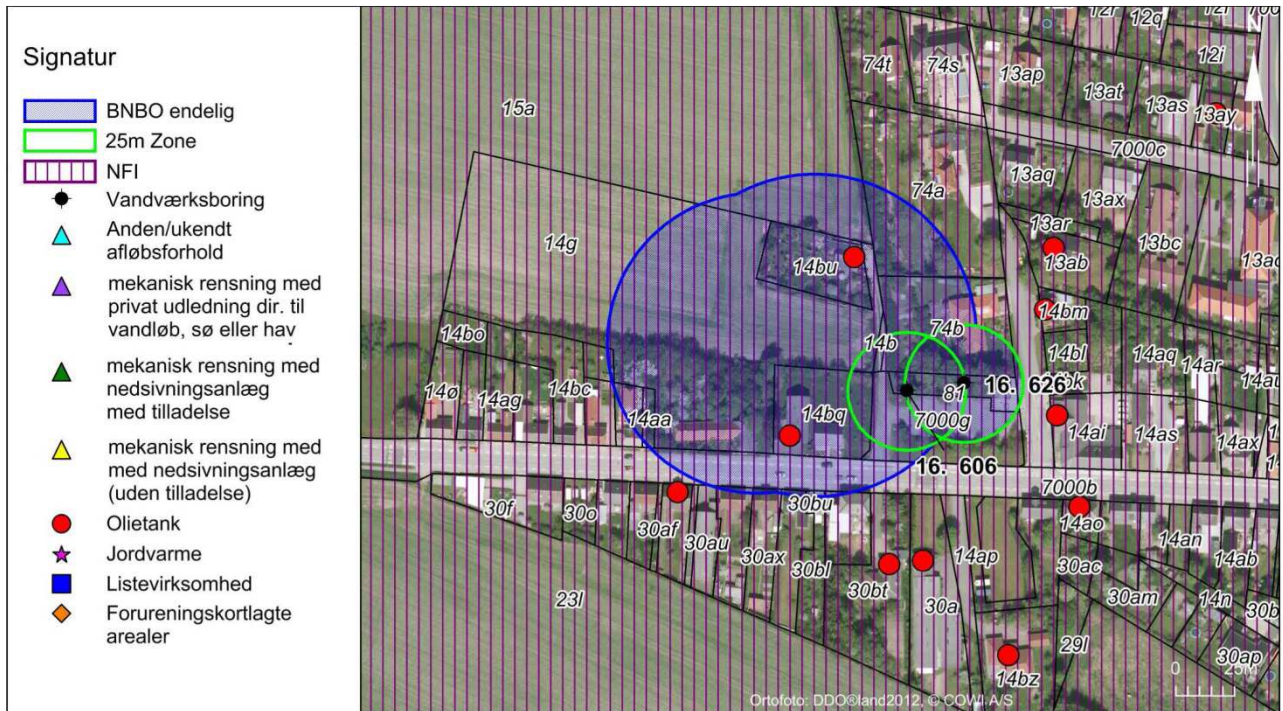 Signatur
BNBO endelig
25m Zone
NFI
Vandværksboring
Anden/ukendt
afløbsforhold
mekanisk rensning med
privat udledning dir. til
vandløb, sø eller hav
mekanisk rensning med
nedsivningsanlæg
med tilladelse
mekanisk rensning med
med nedsivningsanlæg
(uden tilladelse)
Olietank
Jordvarme
Listevirksomhed
Forureningskortlagte
arealer
12q
12i
74t
74s
13ap
13at
13as
13ay
15a
7000c
N
74a
13aq
13ax
13ar
13bc
13ab
14g
14bu
14bm
14bo
14b
74b
14bl
14aq
14ar
14ø
14ag
14bc
14aa
14bq
81
16. 626
7000g
14ai
14as
14ax
16. 606
7000b
30f
30o
30af
30au
30bu
30ax
30bl
30bt
30a
14ap
14ao
14an
14ab
30ac
30am
14n
30ap
23l
29l
14bz
0
25M
Ortofoto: DDO®land2012, © COWI A/S